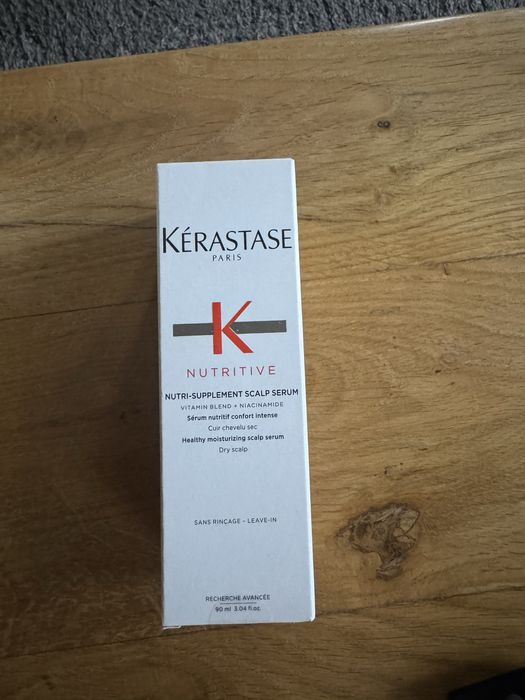 KÉRASTASE
PARIS
K
NUTRITIVE
NUTRI-SUPPLEMENT SCALP SERUM
VITAMIN BLEND + NIACINAMIDE
Sérum nutritif confort intense
Cuir chevelu sec
Healthy moisturizing scalp serum
Dry scalp
SANS RINÇAGE - LEAVE-IN
RECHERCHE AVANCÉE
90 ml 3.04 fl.oz.